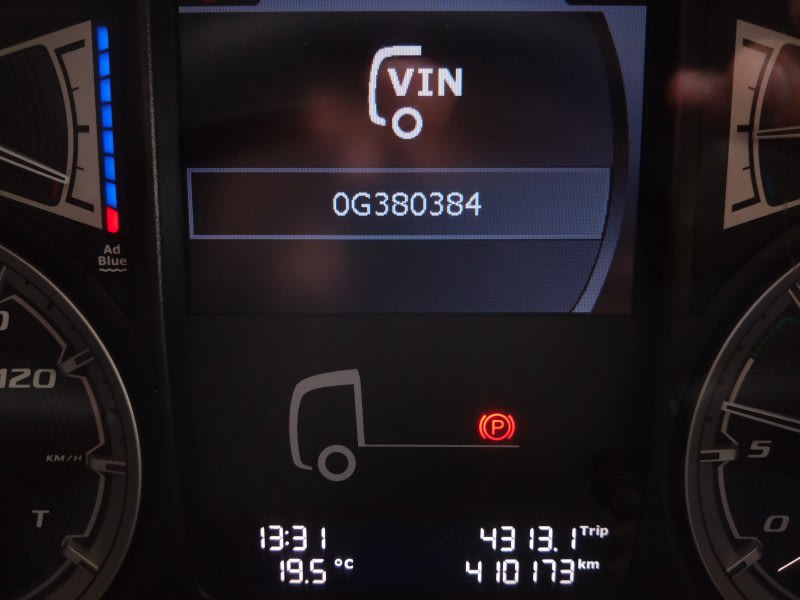 VIN
0G380384
Ad
Blue
120
KM/H
T
P
5
0
13:31
4313.1 Trip
19.5 °C
410173 km